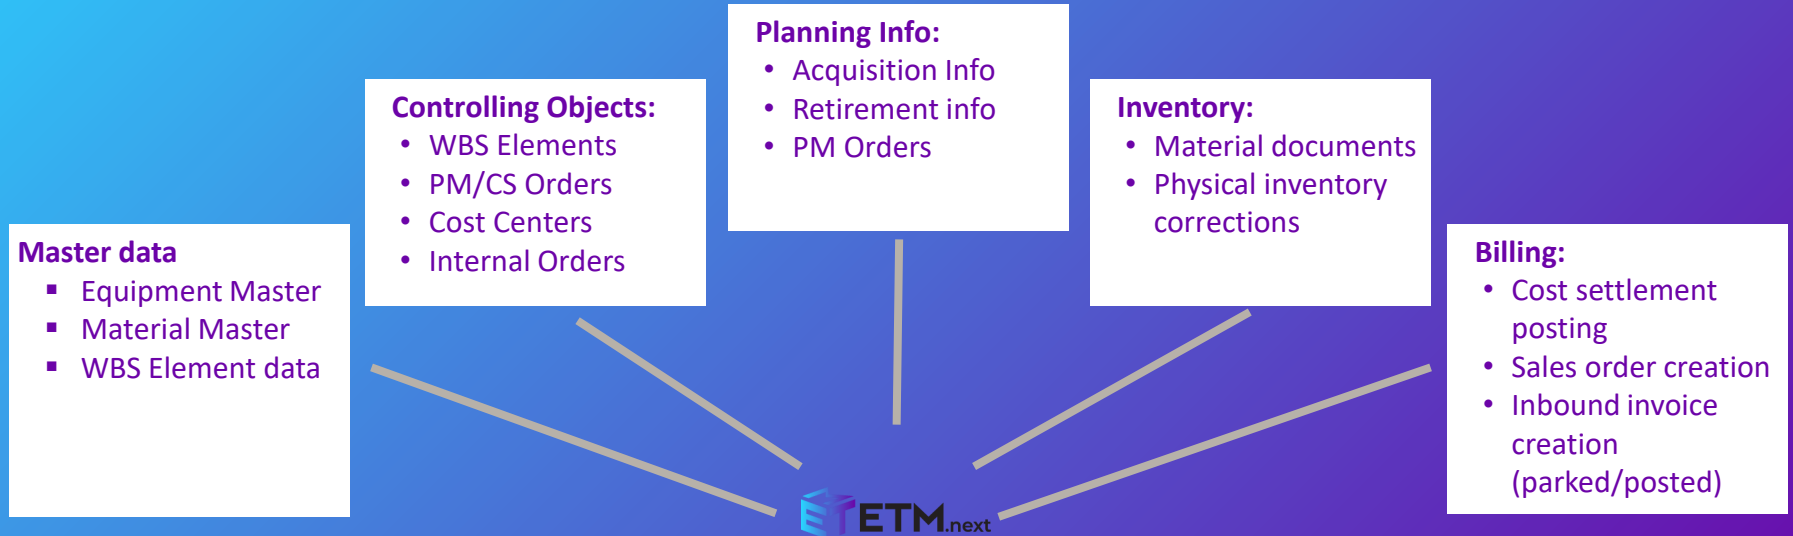 Master data
▪ Equipment Master
▪ Material Master
▪ WBS Element data
Controlling Objects:
• WBS Elements
• PM/CS Orders
• Cost Centers
• Internal Orders
Planning Info:
• Acquisition Info
• Retirement info
• PM Orders
Inventory:
• Material documents
• Physical inventory
corrections
Billing:
• Cost settlement
posting
• Sales order creation
• Inbound invoice
creation
(parked/posted)
ETM.next